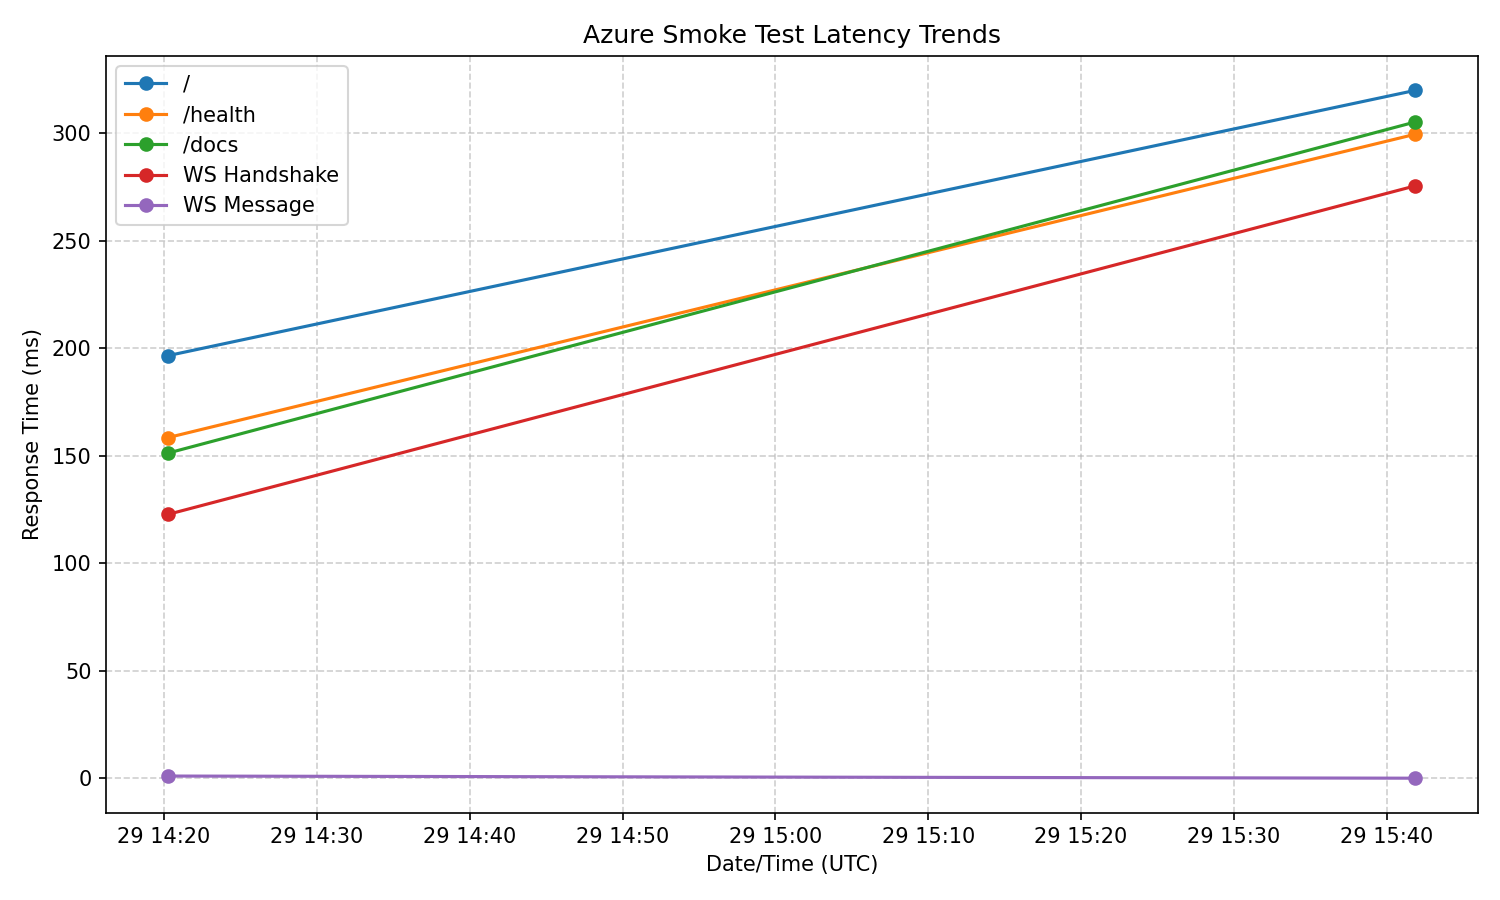 Azure Smoke Test Latency Trends
/
/health
/docs
WS Handshake
WS Message
Response Time (ms)
300
250
200
150
100
50
0
29 14:20 29 14:30 29 14:40 29 14:50 29 15:00 29 15:10 29 15:20 29 15:30 29 15:40
Date/Time (UTC)